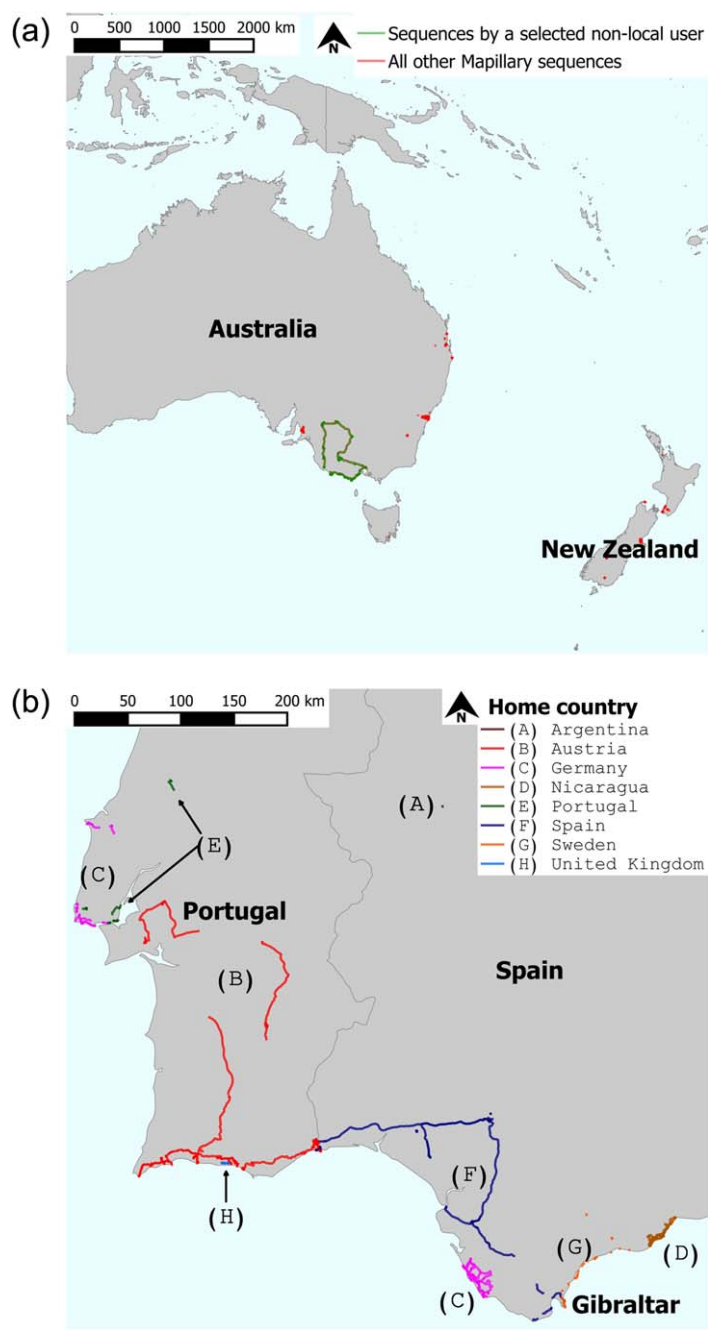 (a)
0 500 1000 1500 2000 km
N
Sequences by a selected non-local user
All other Mapillary sequences
Australia
New Zealand
(b)
0 50 100 150 200 km
N
Home country
(A) Argentina
(B) Austria
(C) Germany
(D) Nicaragua
(E) Portugal
(F) Spain
(G) Sweden
(H) United Kingdom
(A)
(E)
(C)
Portugal
(B)
Spain
(F)
(H)
(G)
(D)
(C)
Gibraltar